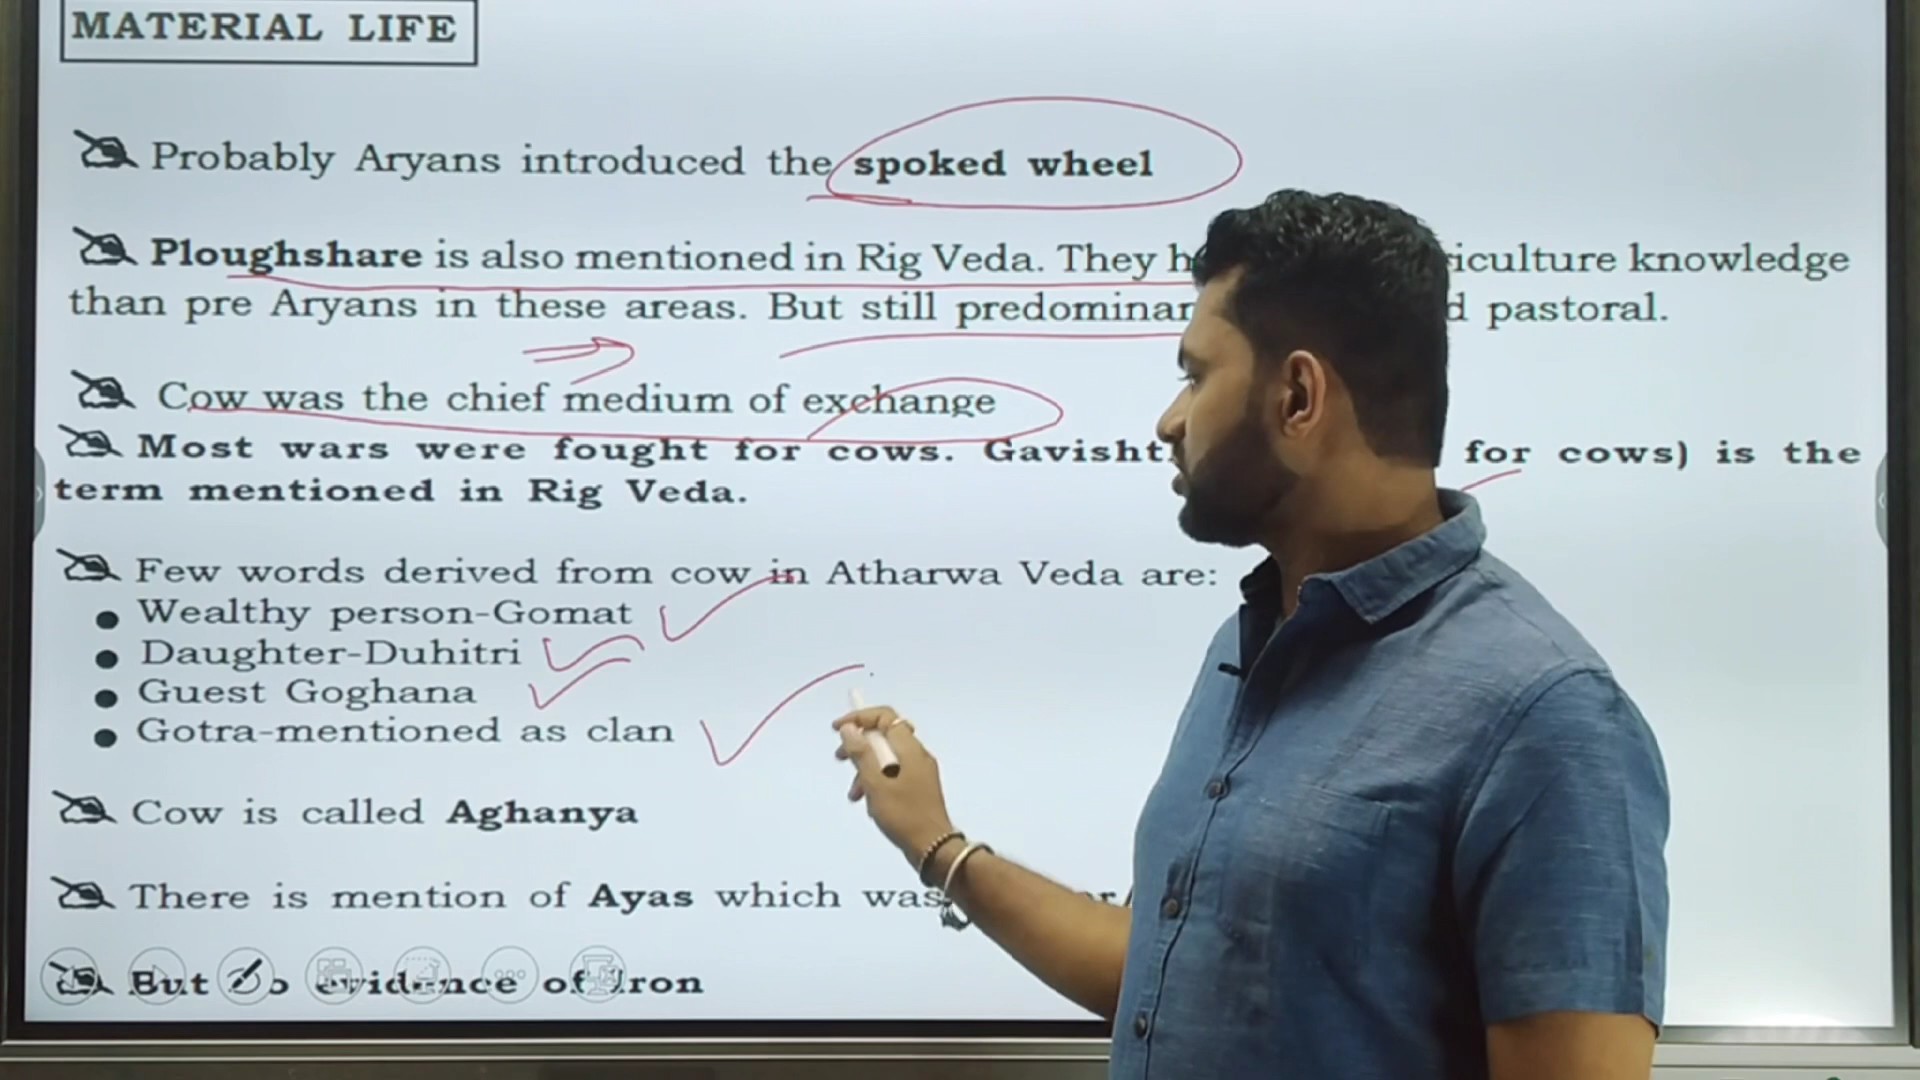 MATERIAL LIFE
Probably Aryans introduced the spoked wheel
Ploughshare is also mentioned in Rig Veda. They knowledge
than pre Aryans in these areas. But still pastoral.
Cow was the chief medium of exchange
Most wars were fought for cows. for cows) is the
term mentioned in Rig Veda.
Few words derived from cow in Atharwa Veda are:
Wealthy person-Gomat
Daughter-Duhitri
Guest Goghana
Gotra-mentioned as clan
Cow is called Aghanya
There is mention of Ayas which was
But evidence of Iron